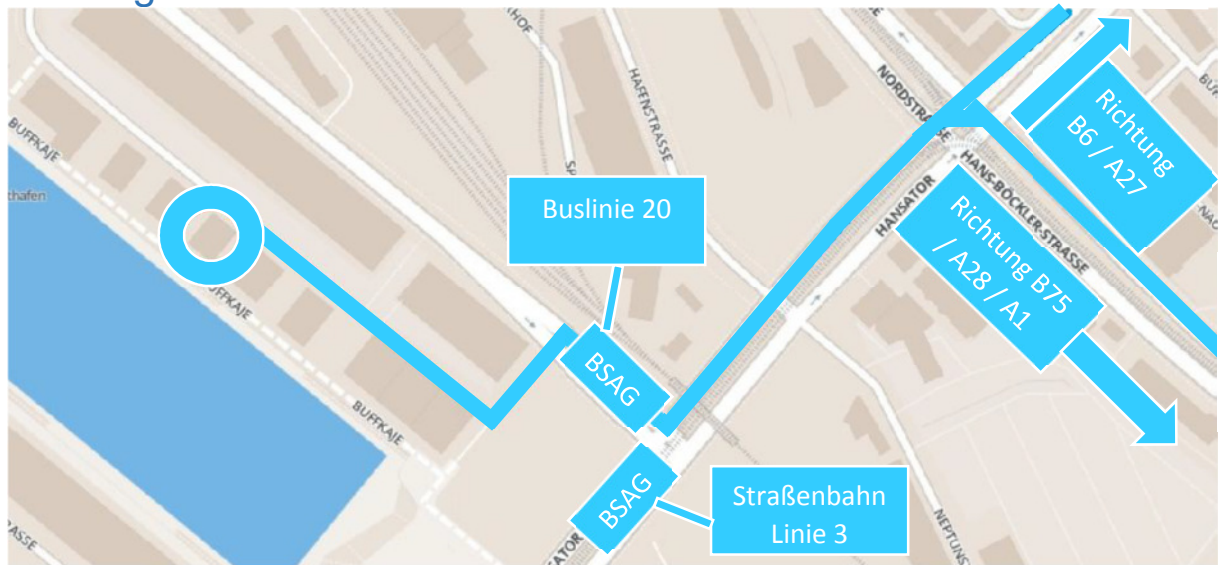 HAFENSTRASSE
NORDSTRASSE
HANS-BÖCKLER-STRASSE
HANSATOR
Richtung
B6 / A27
Richtung B75
/ A28 / A1
BUFFKAJE
Buslinie 20
BUFFKAJE
BSAG
BUFFKAJE
BSAG
Straßenbahn
Linie 3